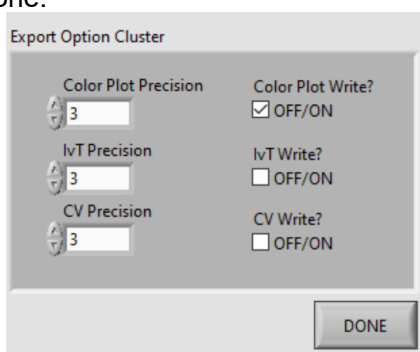 one.
Export Option Cluster
Color Plot Precision Color Plot Write?
3 OFF/ON
IvT Precision IvT Write?
3 OFF/ON
CV Precision CV Write?
3 OFF/ON
DONE